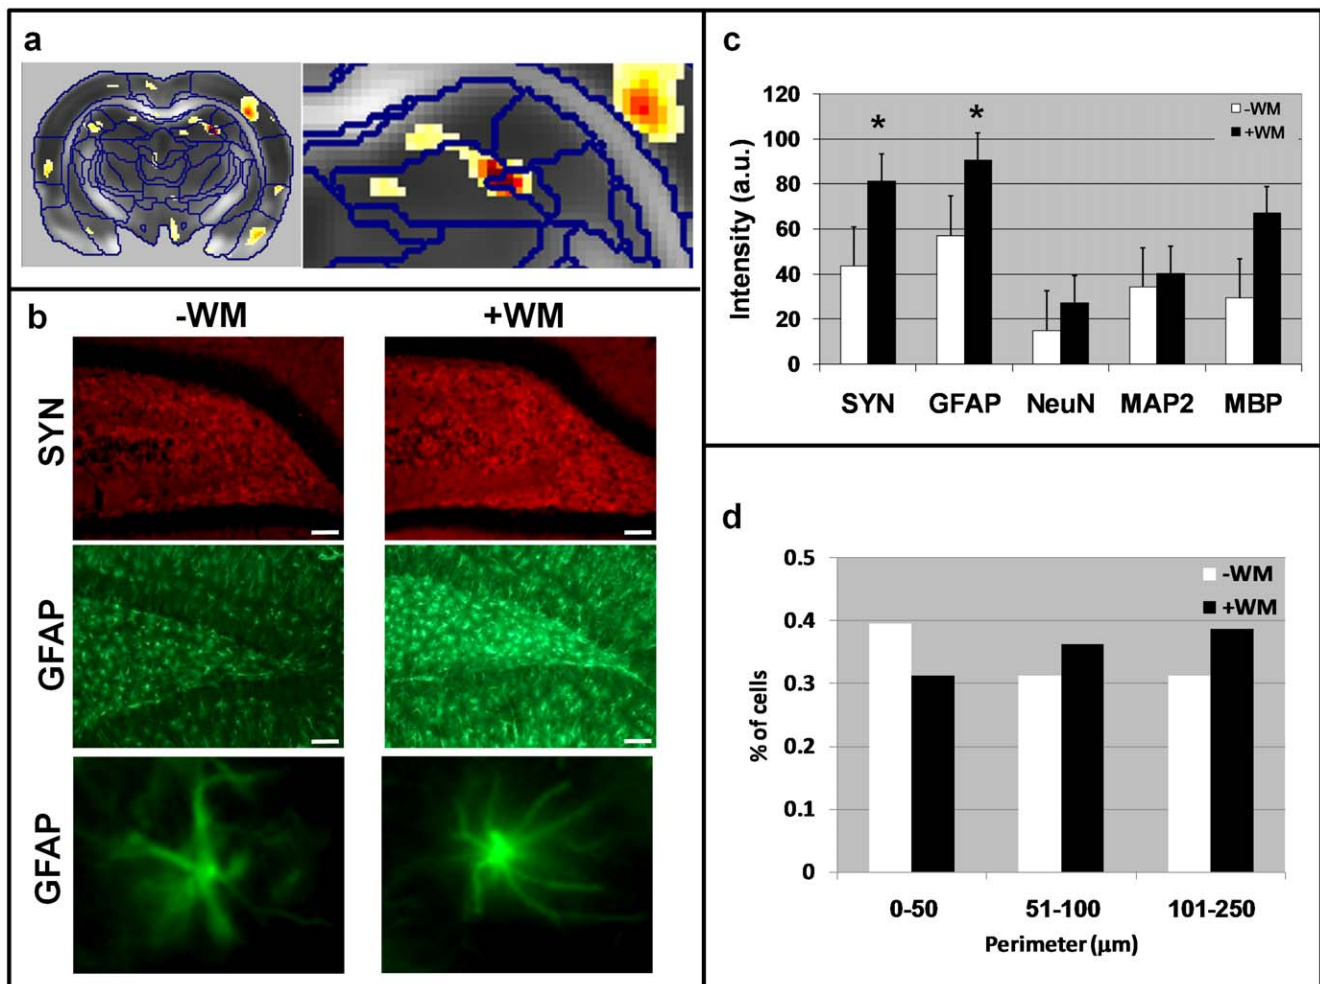 a
b
-WM +WM
SYN
GFAP
GFAP
c
120
100
80
60
40
20
0
Intensity (a.u.)
* *
-WM
+WM
SYN GFAP NeuN MAP2 MBP
d
0.5
0.4
0.3
0.2
0.1
0
% of cells
-WM
+WM
0-50 51-100 101-250
Perimeter (μm)